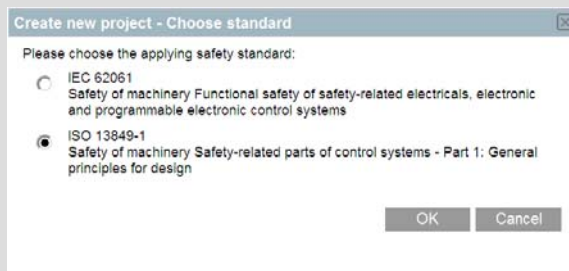 Create new project - Choose standard
Please choose the applying safety standard:
IEC 62061
Safety of machinery Functional safety of safety-related electricals, electronic
and programmable electronic control systems
ISO 13849-1
Safety of machinery Safety-related parts of control systems - Part 1: General
principles for design
OK Cancel